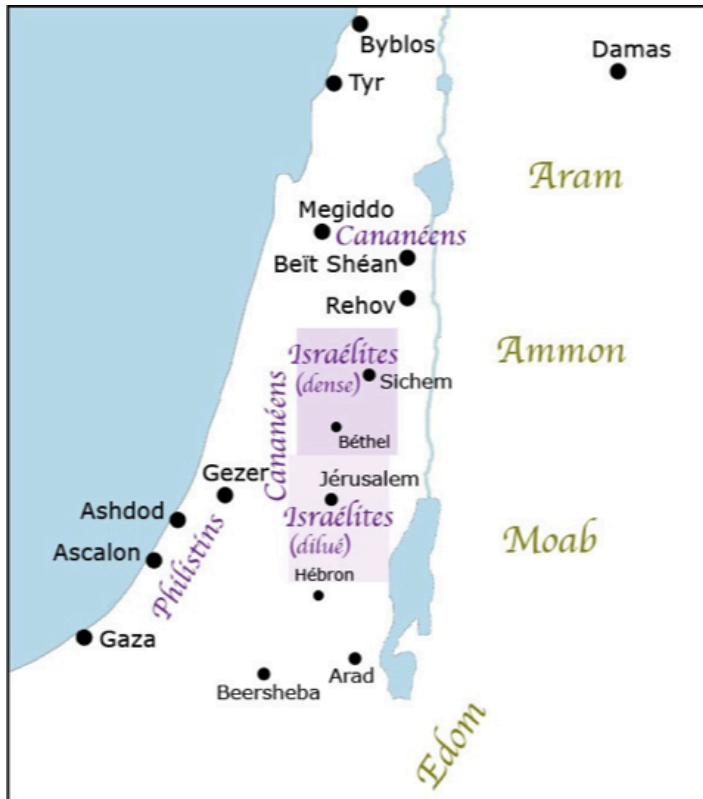 Byblos
Damas
Tyr
Aram
Megiddo
Cananéens
Beït Shéan
Rehov
Israélites
(dense)
Ammon
Sichem
Cananéens
Béthel
Gezer
Jérusalem
Ashdod
Israélites
(dilué)
Moab
Ascalon
Philistins
Hébron
Gaza
Arad
Beersheba
Edom